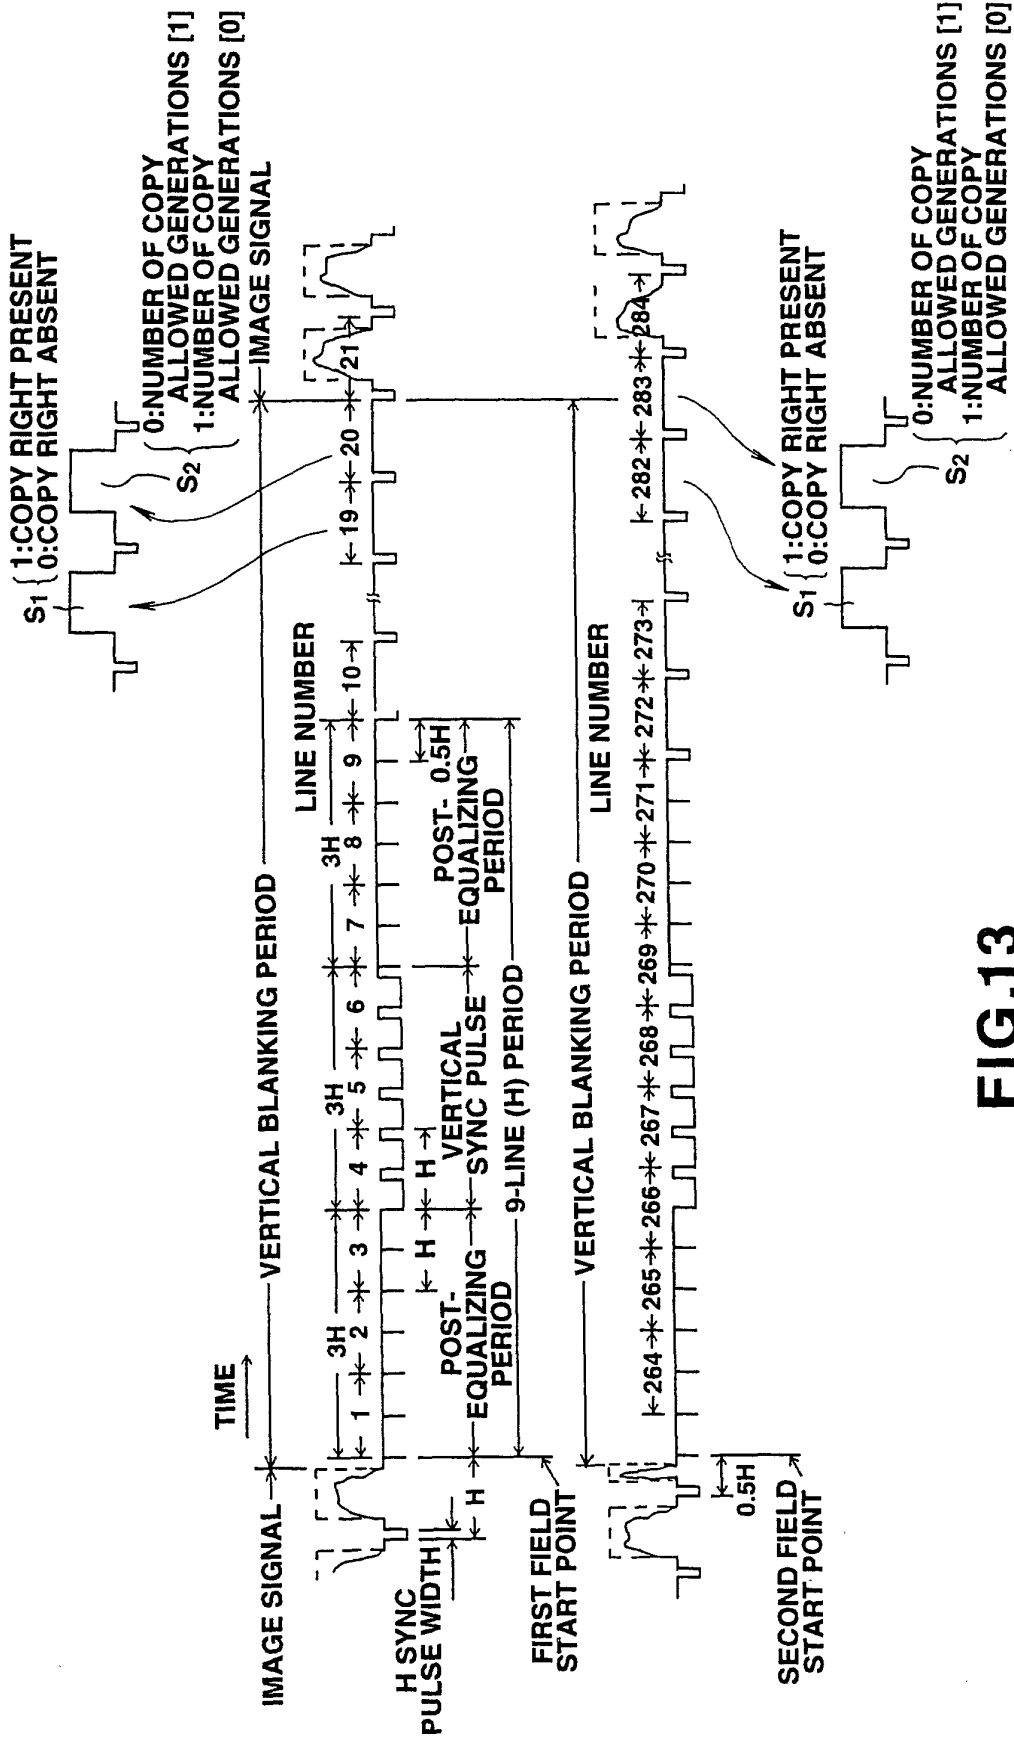 1:COPY RIGHT PRESENT
0:COPY RIGHT ABSENT
S1
0:NUMBER OF COPY
ALLOWED GENERATIONS [1]
1:NUMBER OF COPY
ALLOWED GENERATIONS [0]
S2
TIME
IMAGE SIGNAL
VERTICAL BLANKING PERIOD
IMAGE SIGNAL
LINE NUMBER
3H
3H
3H
1 2 3 4 5 6 7 8 9 10 19 20 21
H SYNC
PULSE WIDTH
H
H
H
0.5H
POST-
EQUALIZING
PERIOD
VERTICAL
SYNC PULSE
POST-
EQUALIZING
PERIOD
9-LINE (H) PERIOD
FIRST FIELD
START POINT
VERTICAL BLANKING PERIOD
LINE NUMBER
264 265 266 267 268 269 270 271 272 273 282 283 284
0.5H
SECOND FIELD
START POINT
1:COPY RIGHT PRESENT
0:COPY RIGHT ABSENT
S1
S2
0:NUMBER OF COPY
ALLOWED GENERATIONS [1]
1:NUMBER OF COPY
ALLOWED GENERATIONS [0]
FIG.13